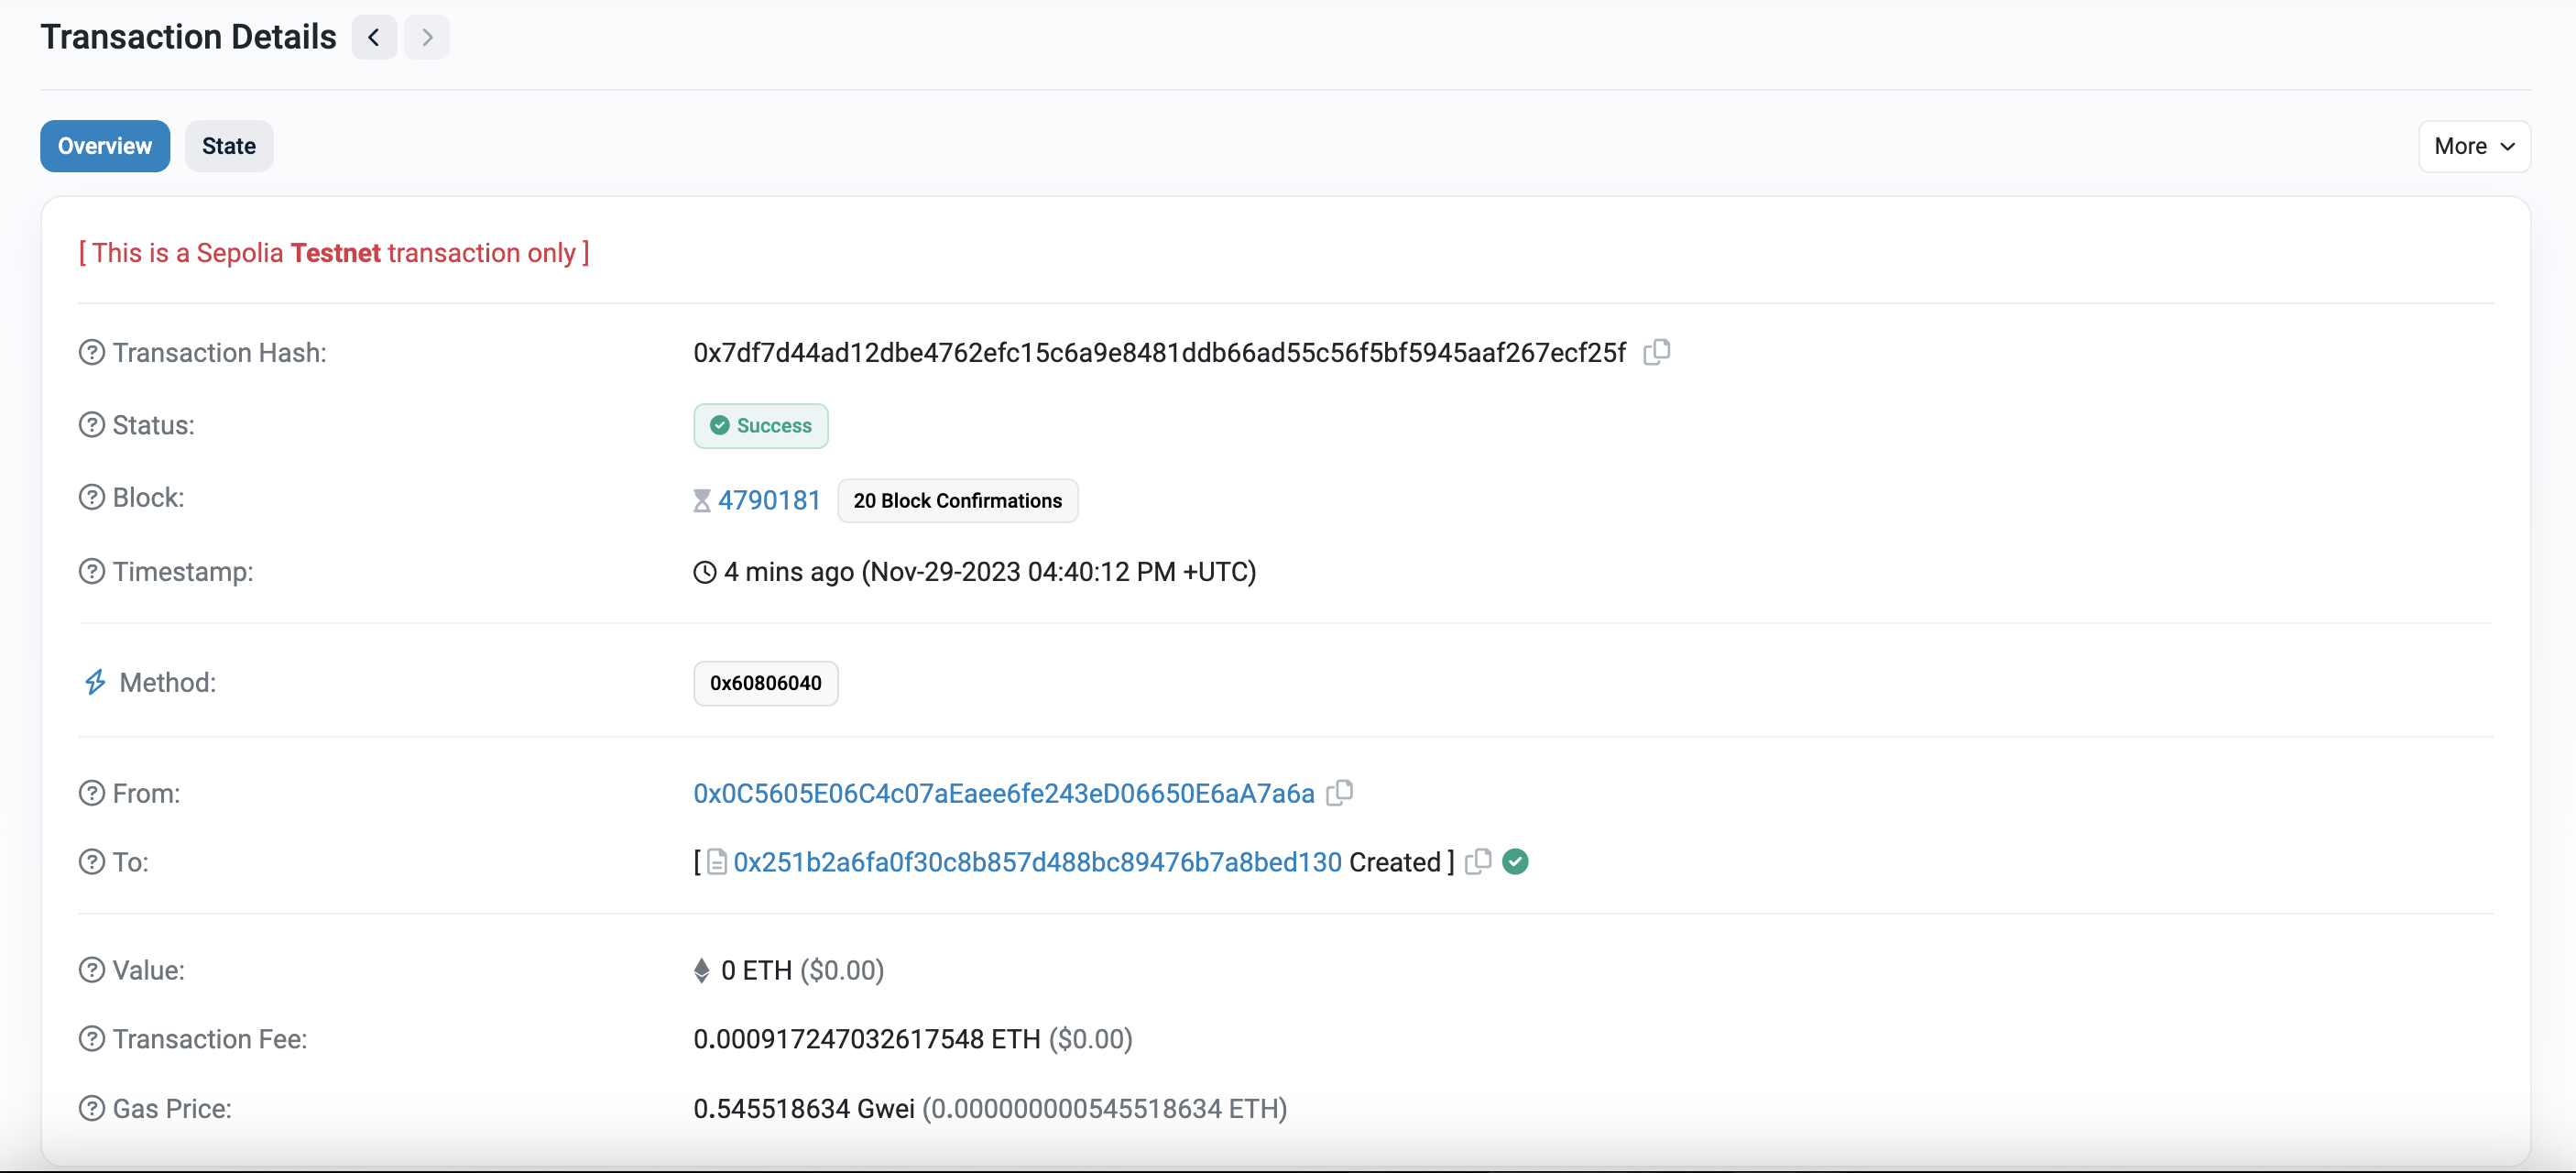 Transaction Details
Overview State More
[ This is a Sepolia Testnet transaction only ]
Transaction Hash: 0x7df7d44ad12dbe4762efc15c6a9e8481ddb66ad55c56f5bf5945aaf267ecf25f
Status: Success
Block: 4790181 20 Block Confirmations
Timestamp: 4 mins ago (Nov-29-2023 04:40:12 PM +UTC)
Method: 0x60806040
From: 0x0C5605E06C4c07aEaee6fe243eD06650E6aA7a6a
To: [ 0x251b2a6fa0f30c8b857d488bc89476b7a8bed130 Created ]
Value: 0 ETH ($0.00)
Transaction Fee: 0.000917247032617548 ETH ($0.00)
Gas Price: 0.545518634 Gwei (0.000000000545518634 ETH)